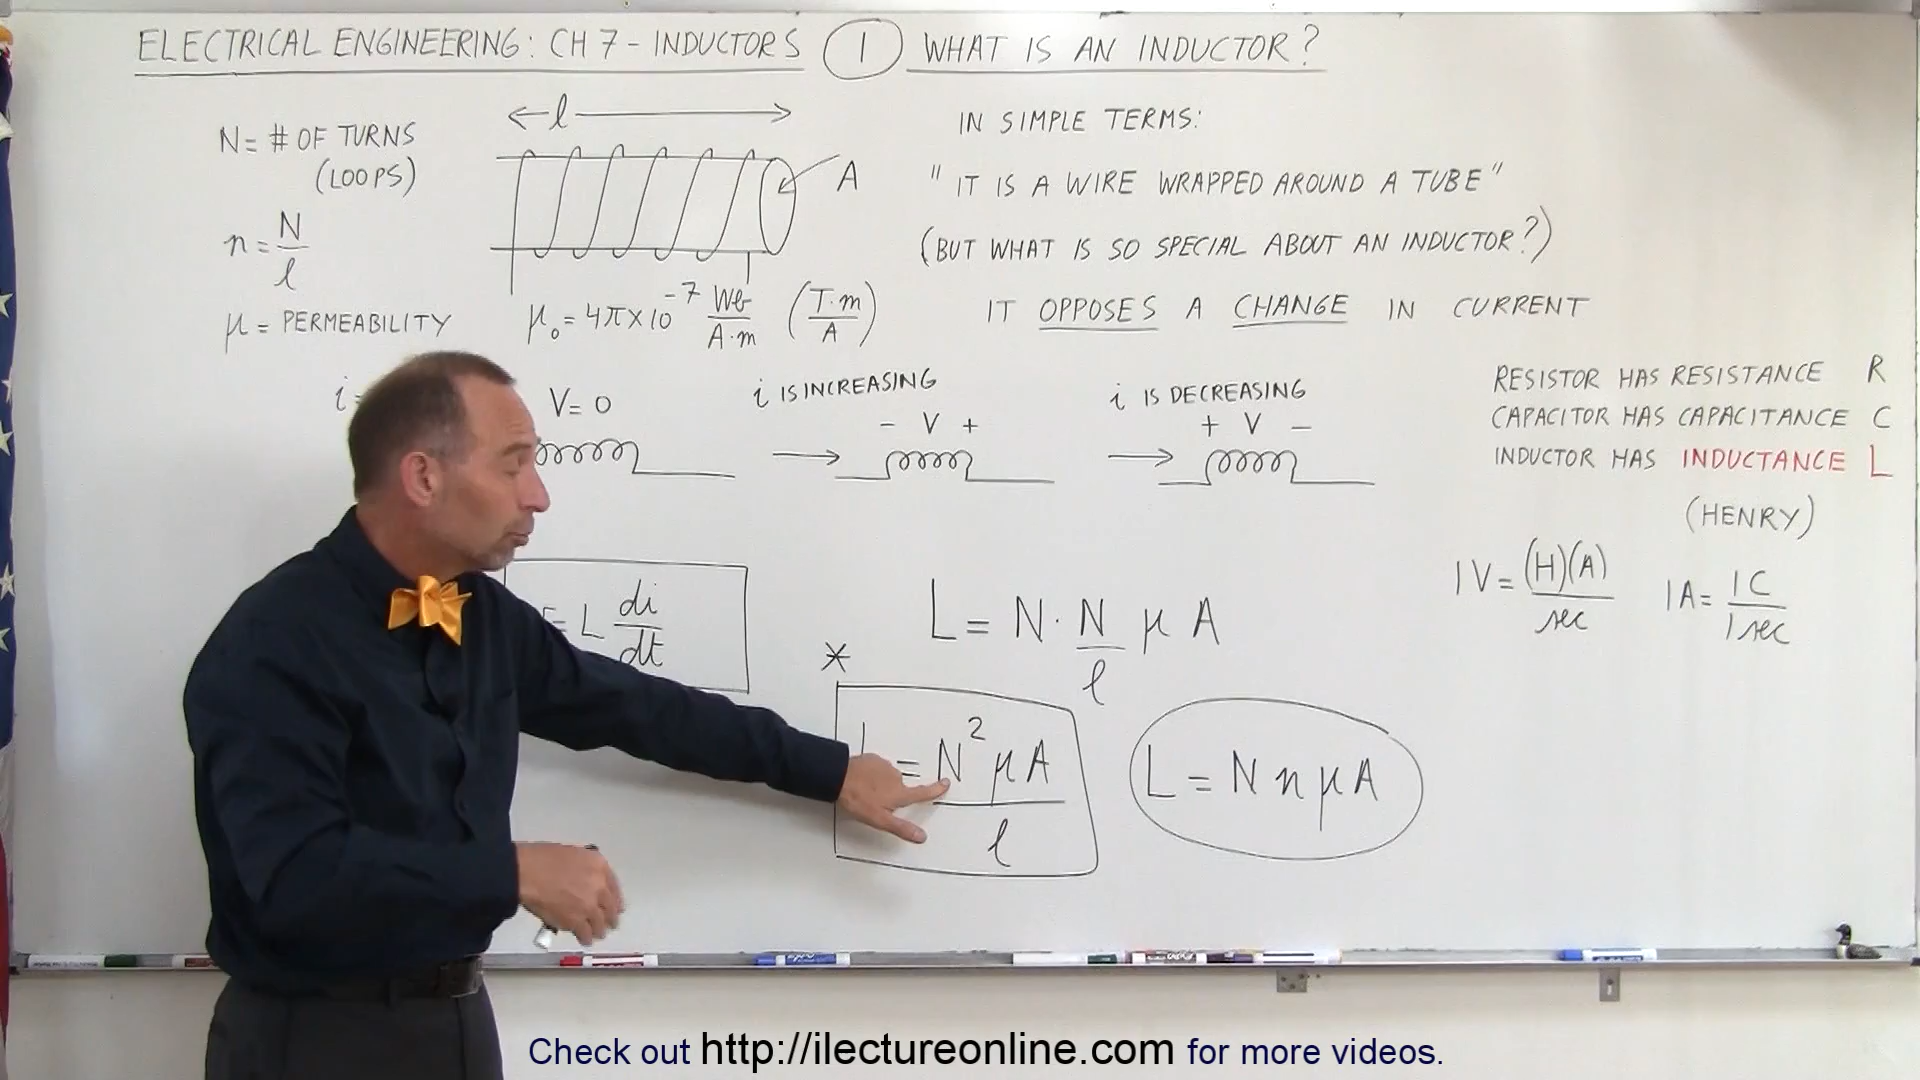 ELECTRICAL ENGINEERING: CH 7 - INDUCTORS 1 WHAT IS AN INDUCTOR?
N = # OF TURNS
(LOOPS)
n = N/l
μ = PERMEABILITY
l
A
μ₀ = 4π×10⁻⁷ Wb/A·m (T·m/A)
IN SIMPLE TERMS:
"IT IS A WIRE WRAPPED AROUND A TUBE"
(BUT WHAT IS SO SPECIAL ABOUT AN INDUCTOR?)
IT OPPOSES A CHANGE IN CURRENT
i =
V = 0
i IS INCREASING
- V +
i IS DECREASING
+ V -
RESISTOR HAS RESISTANCE R
CAPACITOR HAS CAPACITANCE C
INDUCTOR HAS INDUCTANCE L
(HENRY)
1V = (H)(A)/sec
1A = 1C/1sec
= L di/dt
L = N · N/l μ A
*
L = N² μ A / l
L = N n μ A
Check out http://ilectureonline.com for more videos.